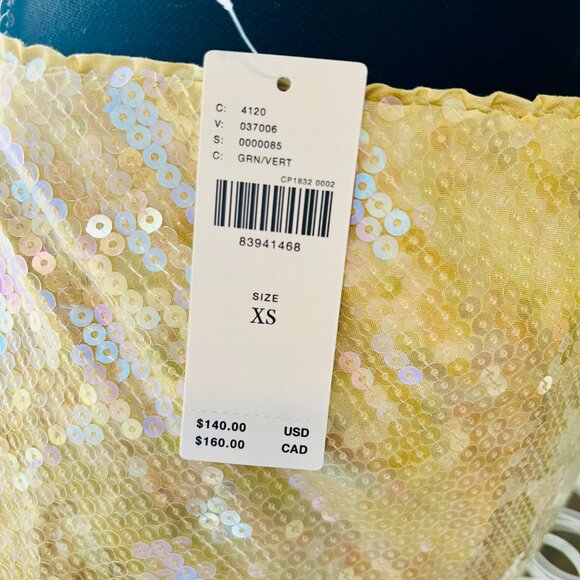 C: 4120
V: 037006
S: 0000085
C: GRN/VERT
CP1832 0002
83941468
SIZE
XS
$140.00 USD
$160.00 CAD